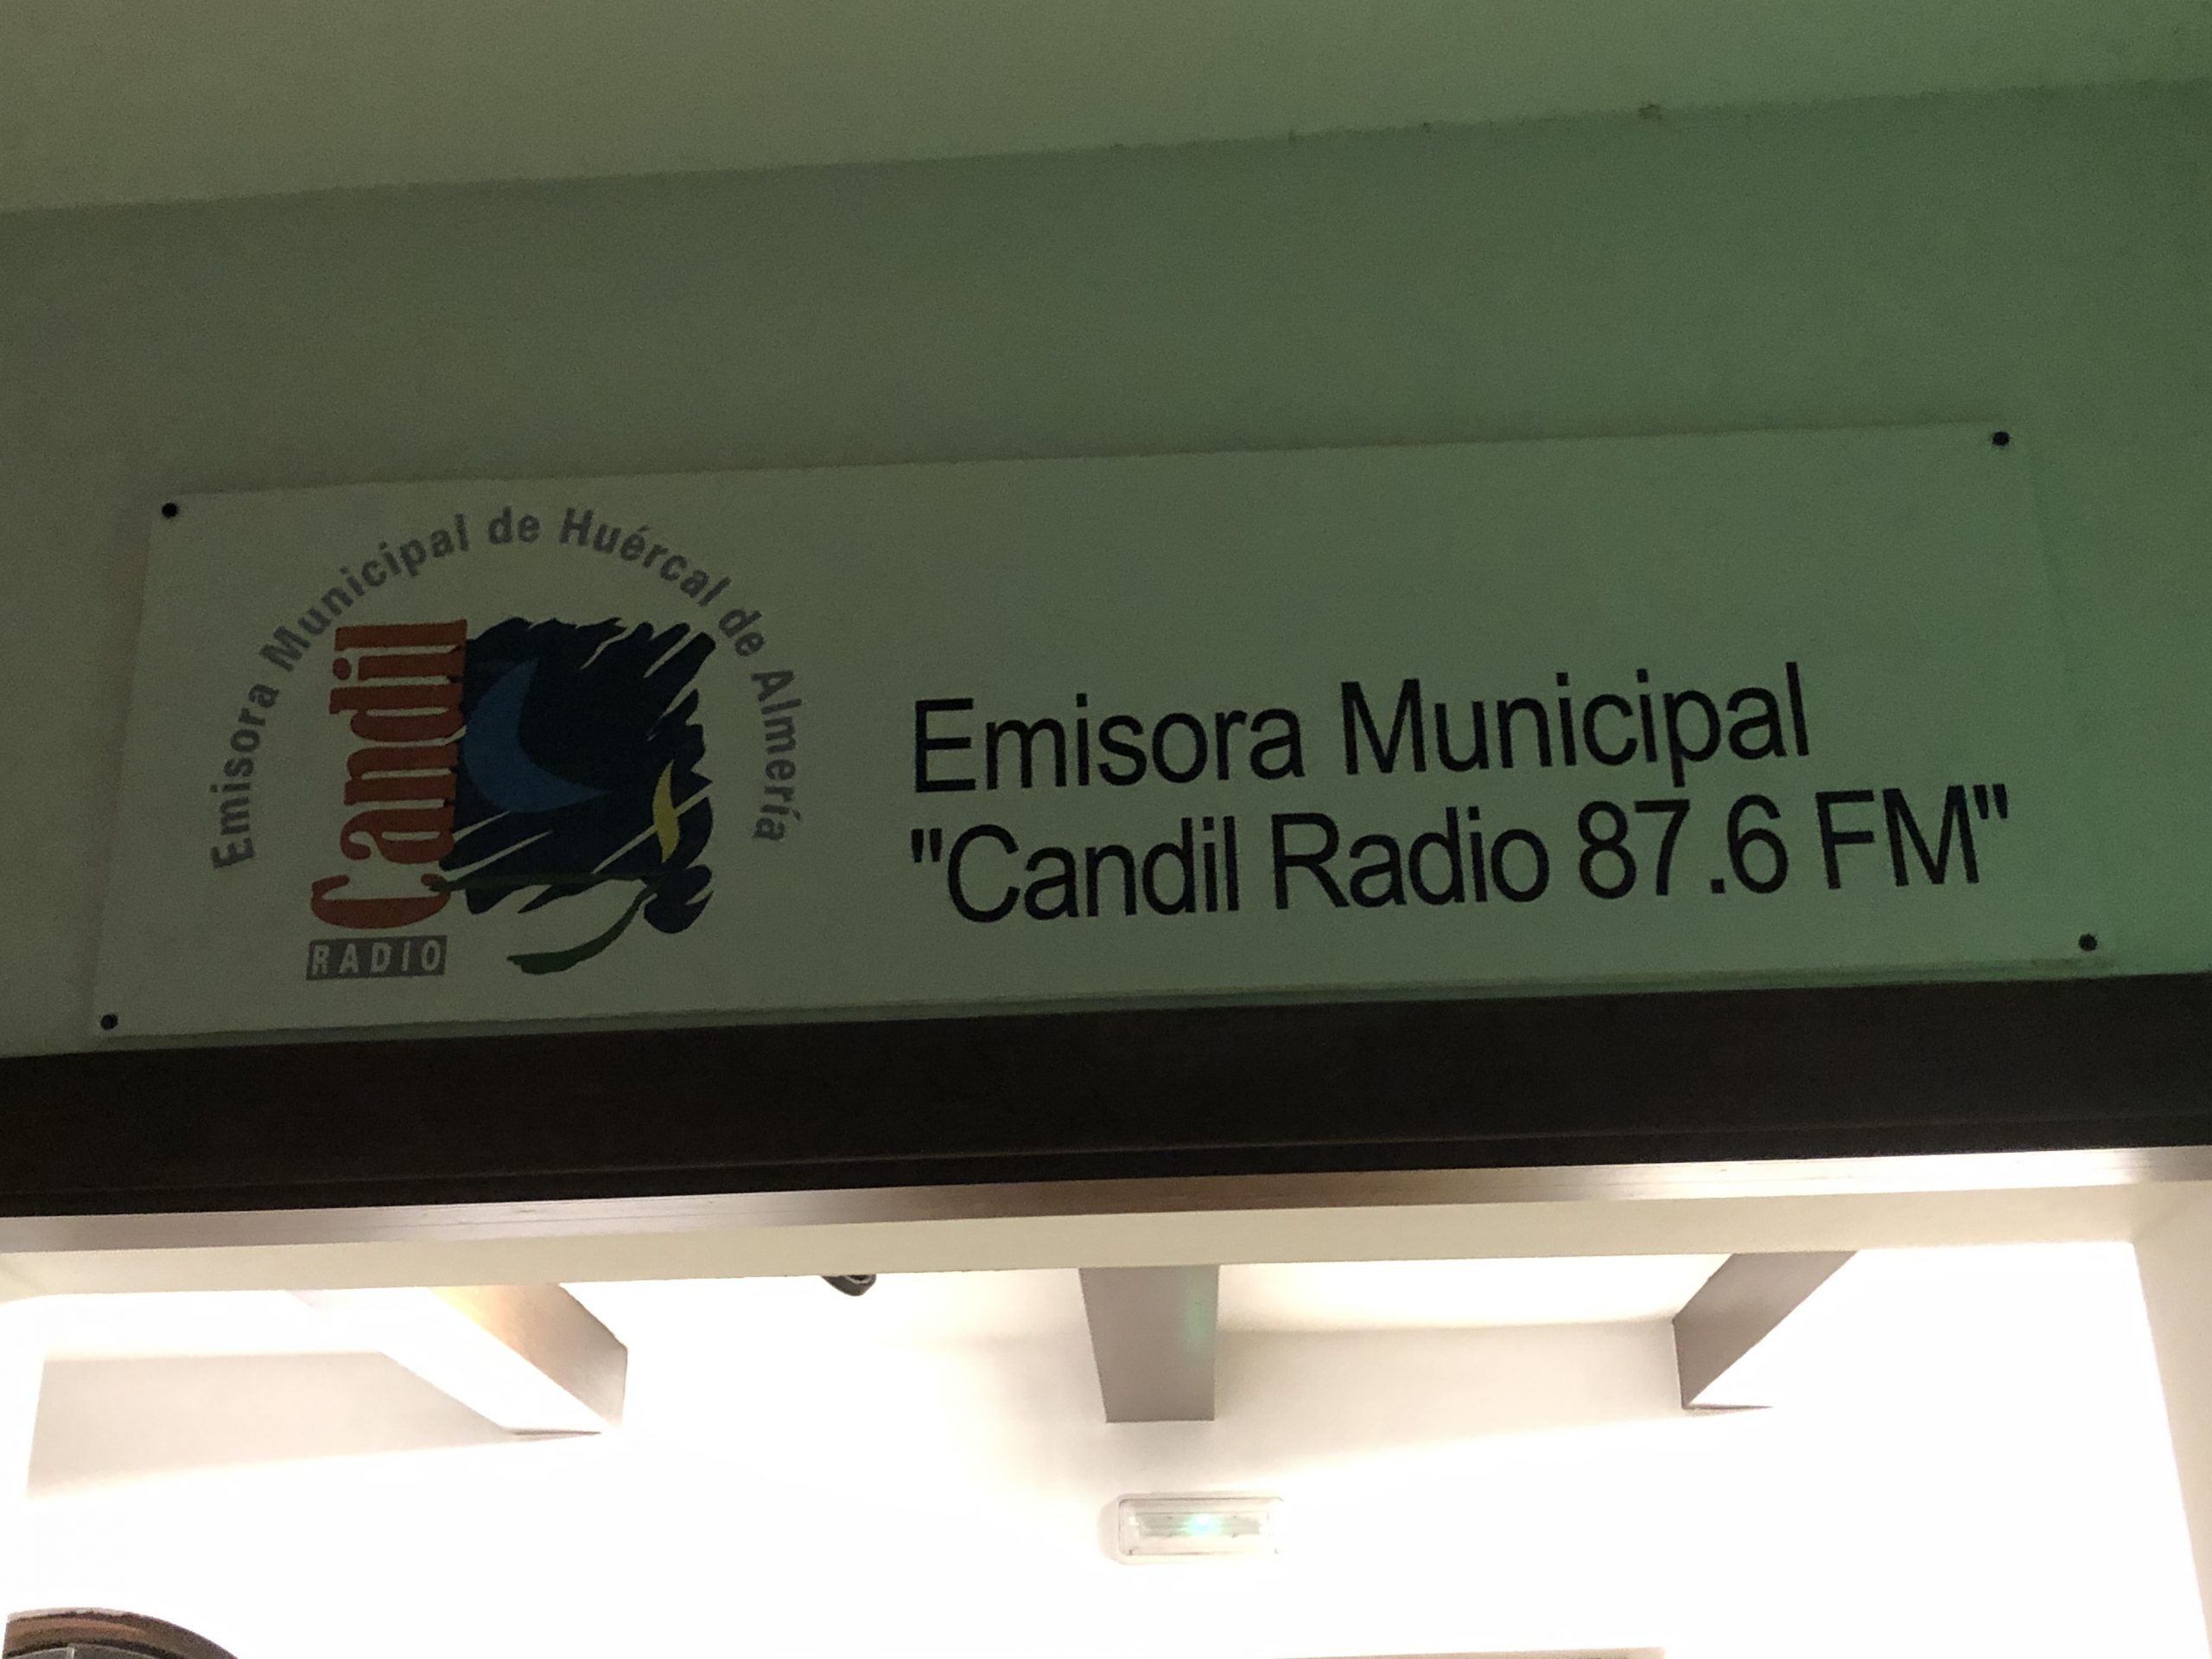 Emisora Municipal de Huércal de Almería
Candil
RADIO
Emisora Municipal
"Candil Radio 87.6 FM"